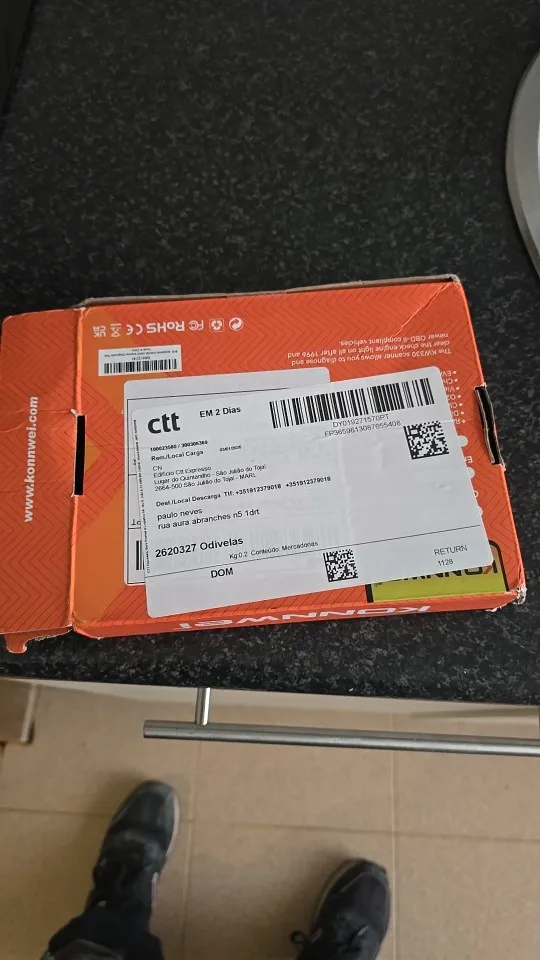 www.konnwei.com
CE RoHS FC
The KW330 scanner allows you to diagnose and
clear the check engine light on all after 1996 and
newer OBD-II compliant vehicles.
ctt
EM 2 Dias
DY019271570PT
Rem/Local Carga
CN
Edificio Ctt Expresso
Lugar do Quintanilho - São Julião do Tojal
2664-500 São Julião do Tojal - MARL
Dest./Local Descarga Tlf: +351912379018 +351912379018
paulo neves
rua aura abranches n5 1drt
2620327 Odivelas
Kg:0,2 Conteúdo: Mercadorias
DOM
RETURN
1128
KONNWEI
KONNWEI